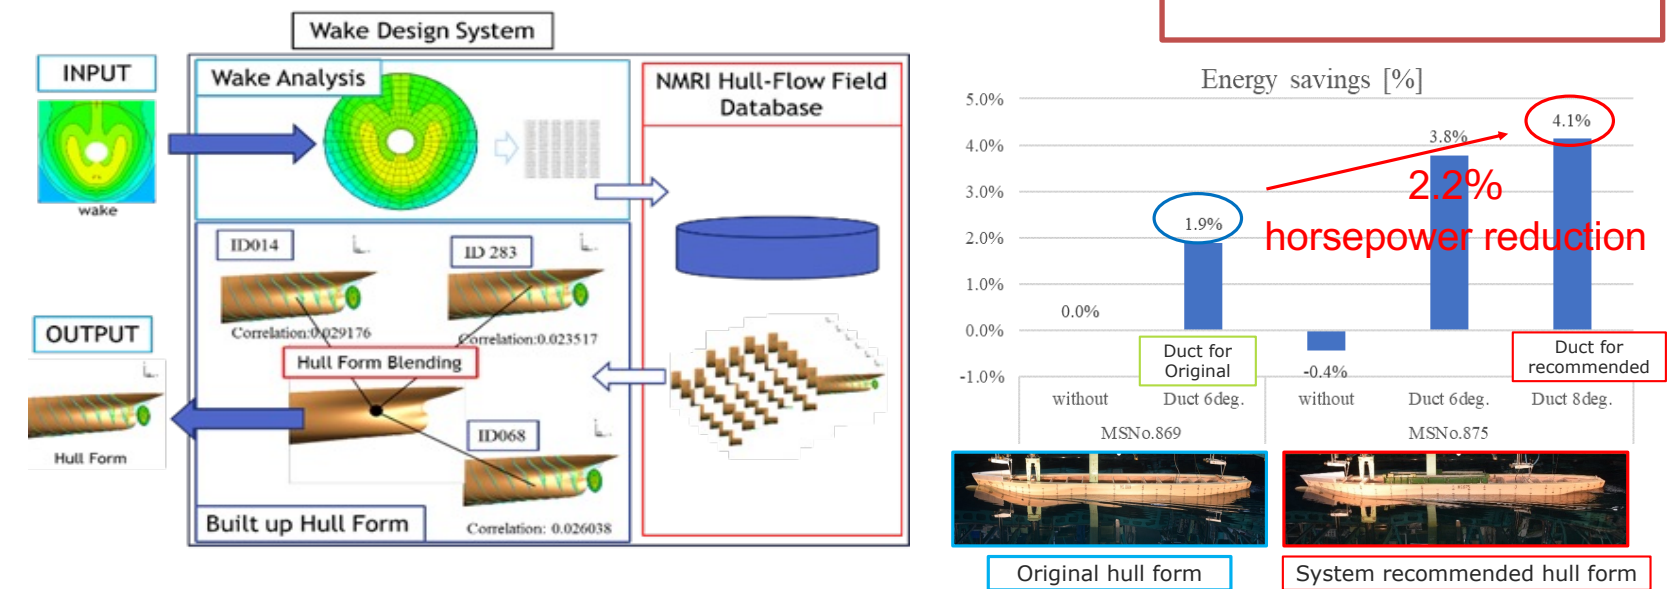 Wake Design System
INPUT
wake
Wake Analysis
NMRI Hull-Flow Field
Database
ID014
Correlation:0.029176
ID 283
Correlation:0.023517
Hull Form Blending
ID068
Correlation: 0.026038
Built up Hull Form
OUTPUT
Hull Form
Energy savings [%]
5.0%
4.0%
3.0%
2.0%
1.0%
0.0%
-1.0%
0.0%
1.9%
-0.4%
3.8%
4.1%
2.2%
horsepower reduction
Duct for
Original
Duct for
recommended
without
Duct 6deg.
without
Duct 6deg.
Duct 8deg.
MSNo.869
MSNo.875
Original hull form
System recommended hull form